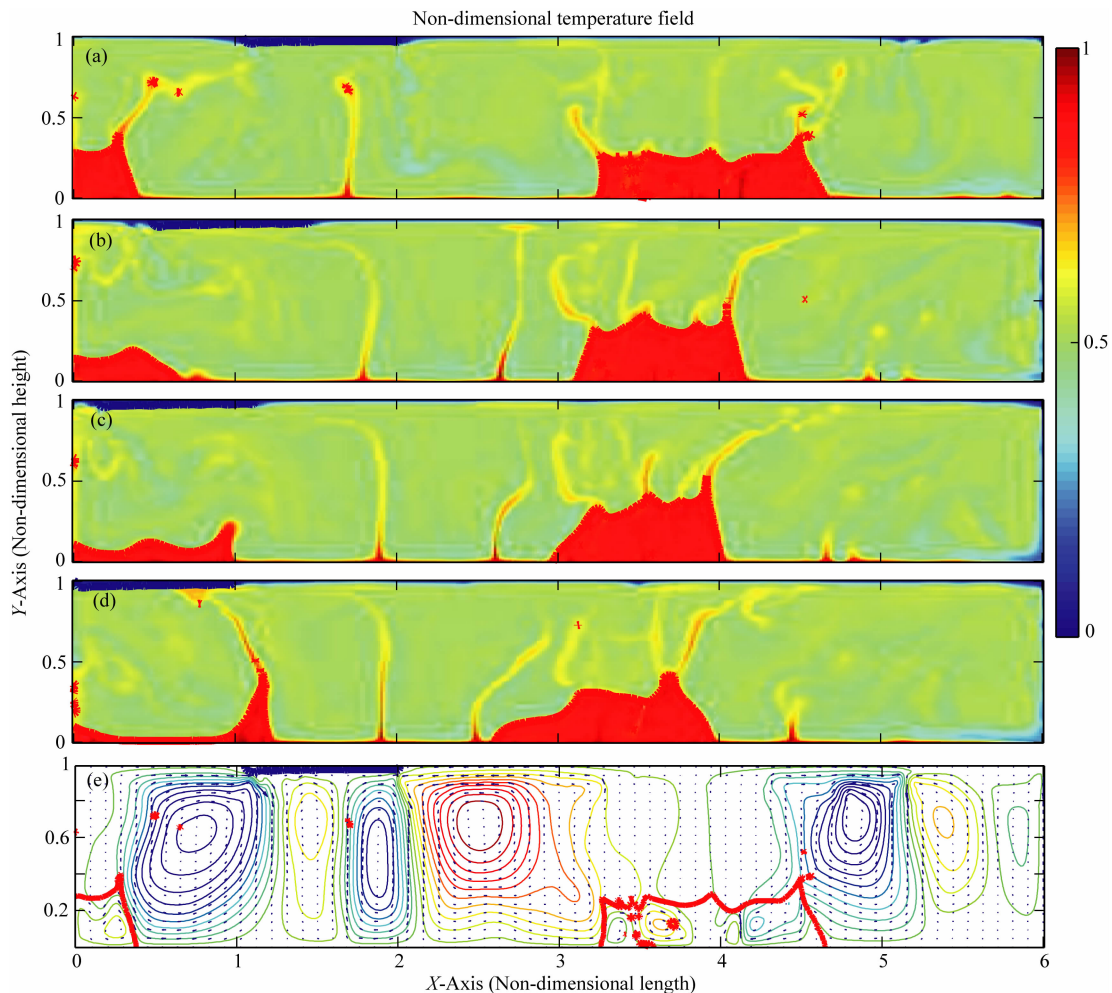 Non-dimensional temperature field
1
(a)
0.5
0
1
(b)
0.5
0
1
(c)
0.5
0
1
(d)
0.5
0
1
(e)
0.6
0.2
0 1 2 3 4 5 6
X-Axis (Non-dimensional length)
Y-Axis (Non-dimensional height)
1
0.5
0